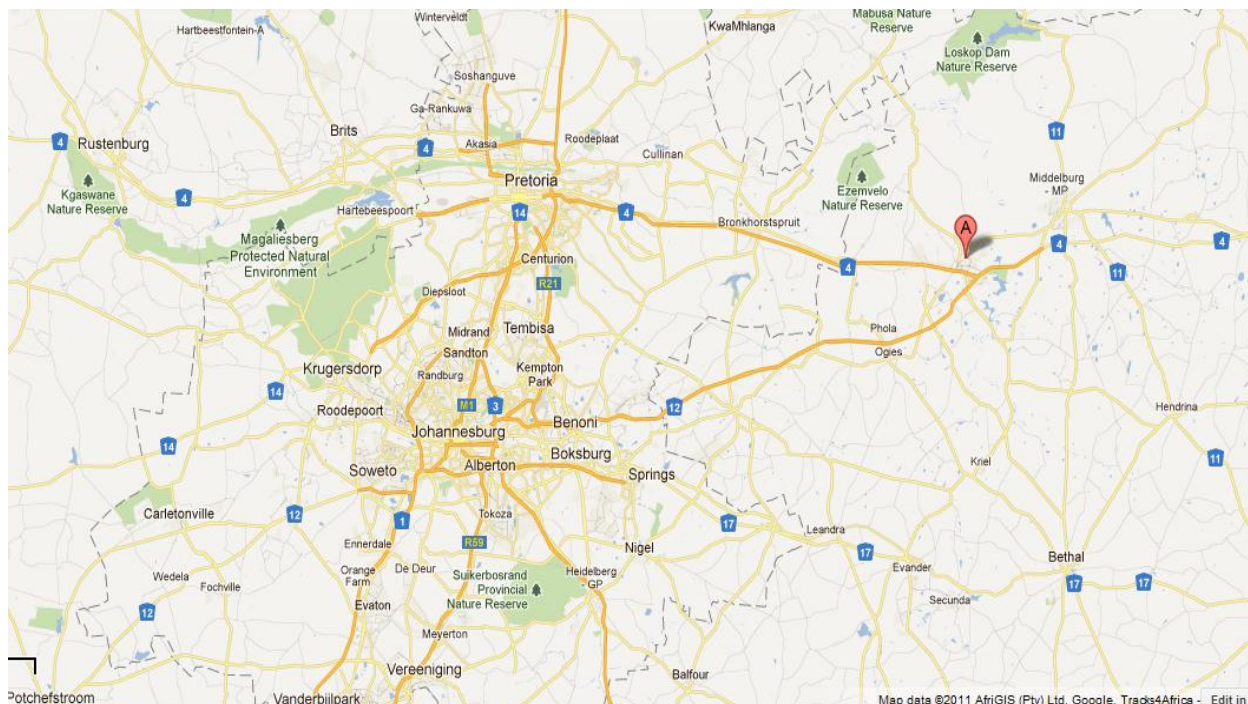 Winterveldt
KwaMhlanga
Mabusa Nature
Reserve
Hartbeestfontein-A
Loskop Dam
Nature Reserve
Soshanguve
Ga-Rankuwa
11
4
Rustenburg
Brits
4
Akasia
Roodeplaat
Cullinan
Kgaswane
Nature Reserve
4
Pretoria
Ezemvelo
Nature Reserve
Middelburg
- MP
Hartebeespoort
14
4
Bronkhorstspruit
A
Magaliesberg
Protected Natural
Environment
4
4
4
11
Centurion
R21
Diepsloot
Midrand
Tembisa
Phola
Ogies
Sandton
Krugersdorp
Randburg
Kempton
Park
14
Roodepoort
M1
3
12
Hendrina
Johannesburg
Benoni
14
Soweto
Alberton
Boksburg
Springs
Kriel
11
Carletonville
12
1
Tokoza
17
Leandra
Ennerdale
R59
Nigel
17
Bethal
Wedela
Fochville
Orange
Farm
De Deur
Suikerbosrand
Provincial
Nature Reserve
Heidelberg
- GP
Evander
17
17
12
Evaton
Secunda
Meyerton
Vereeniging
Balfour
Potchefstroom
Vanderbijlpark
Map data ©2011 AfriGIS (Pty) Ltd, Google, Tracks4Africa - Edit in